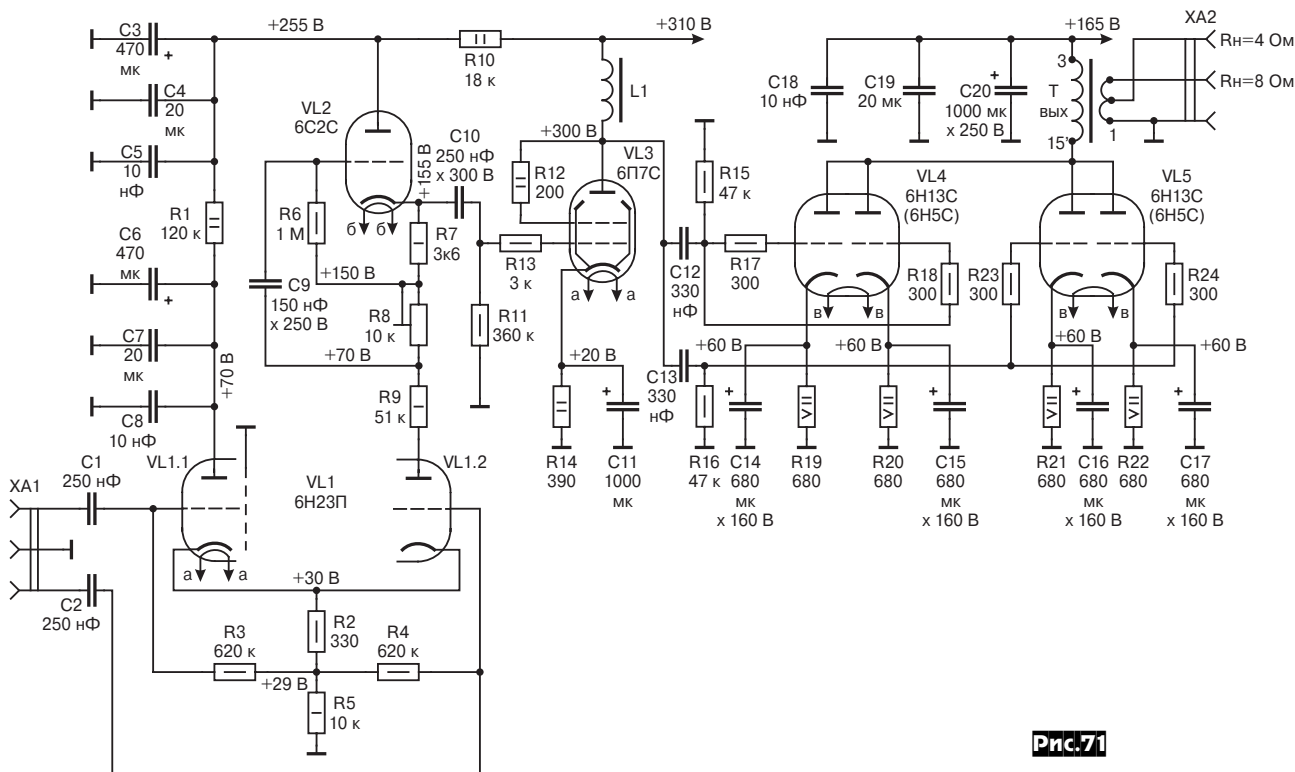 C3
470
мк
+
+255 В
R10
18 к
+310 В
L1
C4
20
мк
C5
10
нФ
R1
120 к
C6
470
мк
+
C7
20
мк
+70 В
C8
10 нФ
VL2
6С2С
б
б
+155 В
C10
250 нФ
х 300 В
R6
1 М
R7
3к6
+150 В
C9
150 нФ
х 250 В
R8
10 к
+70 В
R9
51 к
R11
360 к
R13
3 к
+300 В
R12
200
VL3
6П7С
а
а
+20 В
R14
390
+
C11
1000
мк
C12
330
нФ
C13
330
нФ
R15
47 к
R16
47 к
R17
300
VL4
6Н13С
(6Н5С)
R18
300
в
в
+60 В
+
C14
680
мк
х 160 В
R19
680
+60 В
R20
680
+
C15
680
мк
х 160 В
C18
10 нФ
C19
20 мк
+
C20
1000 мк
х 250 В
+165 В
3
Т
вых
15'
1
ХА2
Rн=4 Ом
Rн=8 Ом
VL5
6Н13С
(6Н5С)
R23
300
R24
300
в
в
+60 В
R21
680
+
C16
680
мк
х 160 В
R22
680
+60 В
+
C17
680
мк
х 160 В
ХА1
C1
250 нФ
C2
250 нФ
VL1.1
VL1
6Н23П
VL1.2
а
а
+30 В
R2
330
R3
620 к
R4
620 к
+29 В
R5
10 к
Рис.71